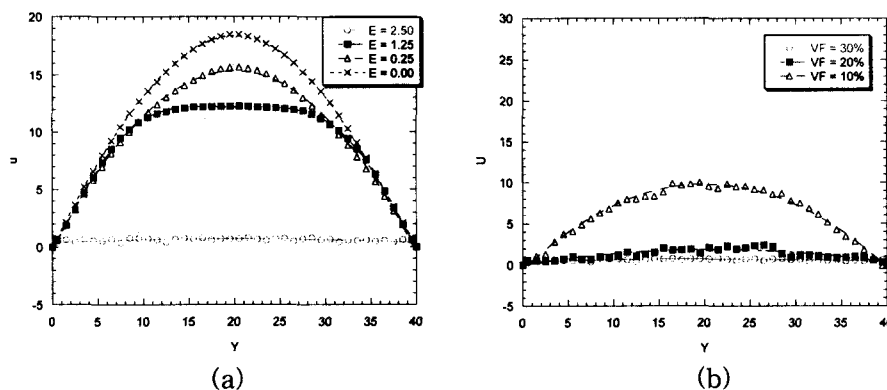 20
15
10
5
0
-5
u
0 5 10 15 20 25 30 35 40
Y
E = 2.50
E = 1.25
E = 0.25
E = 0.00
(a)
30
25
20
15
10
5
0
-5
U
0 5 10 15 20 25 30 35 40
Y
VF = 30%
VF = 20%
VF = 10%
(b)